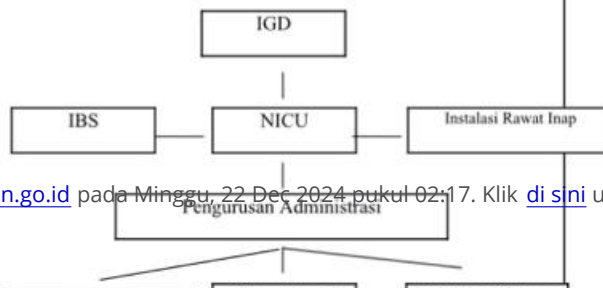 IGD
IBS
NICU
Instalasi Rawat Inap
n.go.id pada Minggu, 22 Dec 2024 pukul 02:17. Klik di sini u
Pengurusan Administrasi